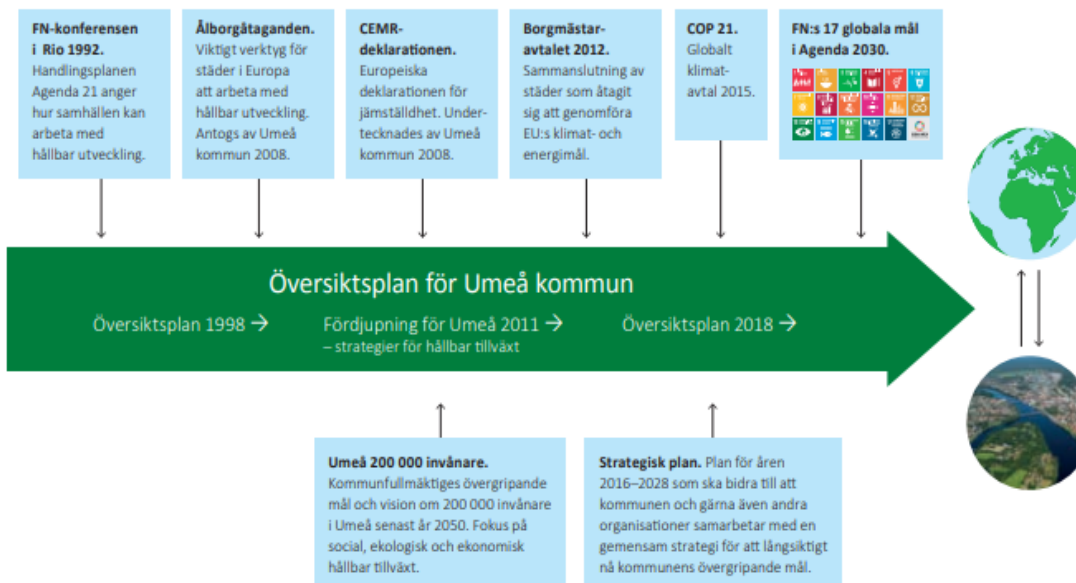 FN-konferensen
i Rio 1992.
Handlingsplanen
Agenda 21 anger
hur samhällen kan
arbeta med
hållbar utveckling.
Ålborgåtaganden.
Viktigt verktyg för
städer i Europa
att arbeta med
hållbar utveckling.
Antogs av Umeå
kommun 2008.
CEMR-
deklarationen.
Europeiska
deklarationen för
jämställdhet. Under-
tecknades av Umeå
kommun 2008.
Borgmästar-
avtalet 2012.
Sammanslutning av
städer som åtagit
sig att genomföra
EU:s klimat- och
energimål.
COP 21.
Globalt
klimat-
avtal 2015.
FN:s 17 globala mål
i Agenda 2030.
Översiktsplan för Umeå kommun
Översiktsplan 1998 →
Fördjupning för Umeå 2011 →
– strategier för hållbar tillväxt
Översiktsplan 2018 →
Umeå 200 000 invånare.
Kommunfullmäktiges övergripande
mål och vision om 200 000 invånare
i Umeå senast år 2050. Fokus på
social, ekologisk och ekonomisk
hållbar tillväxt.
Strategisk plan. Plan för åren
2016–2028 som ska bidra till att
kommunen och gärna även andra
organisationer samarbetar med en
gemensam strategi för att långsiktigt
nå kommunens övergripande mål.